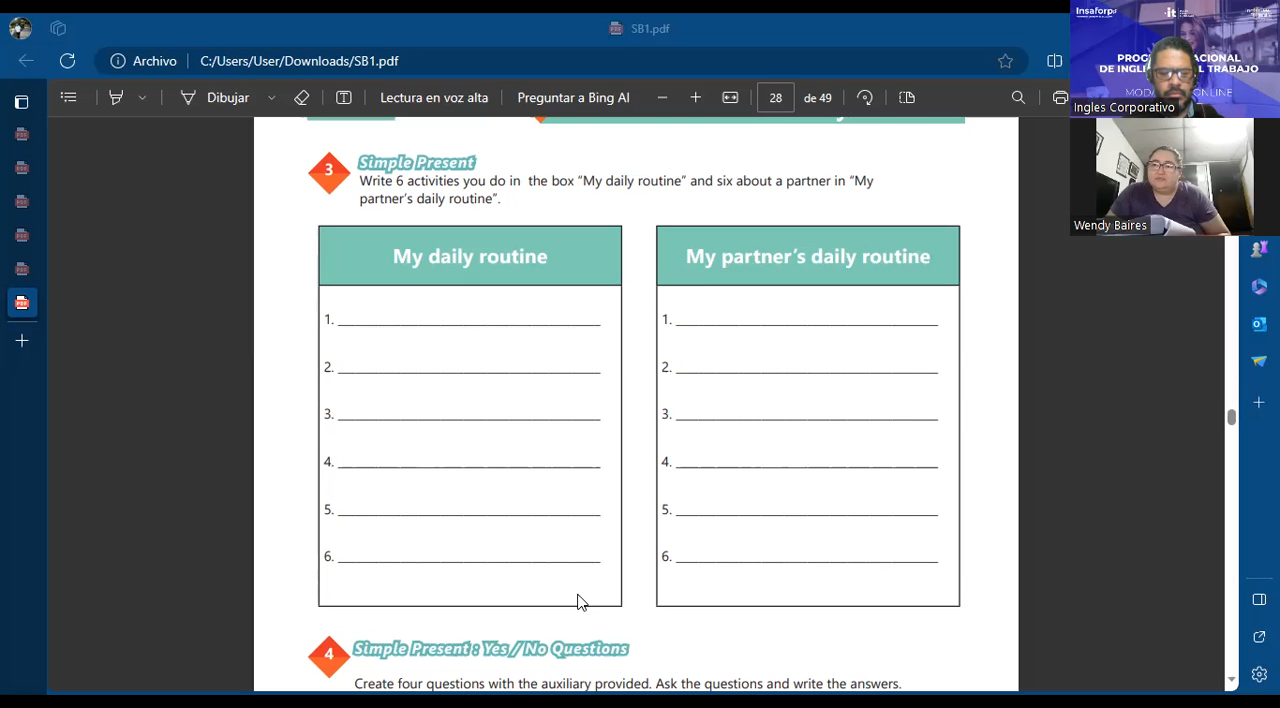 SB1.pdf
Archivo
C:/Users/User/Downloads/SB1.pdf
Dibujar
Lectura en voz alta
Preguntar a Bing AI
28
de 49
Insaforp
Ingles Corporativo
Wendy Baires
3
Simple Present
Write 6 activities you do in the box “My daily routine” and six about a partner in “My
partner’s daily routine”.
My daily routine
1.
2.
3.
4.
5.
6.
My partner’s daily routine
1.
2.
3.
4.
5.
6.
4
Simple Present : Yes/No Questions
Create four questions with the auxiliary provided. Ask the questions and write the answers.